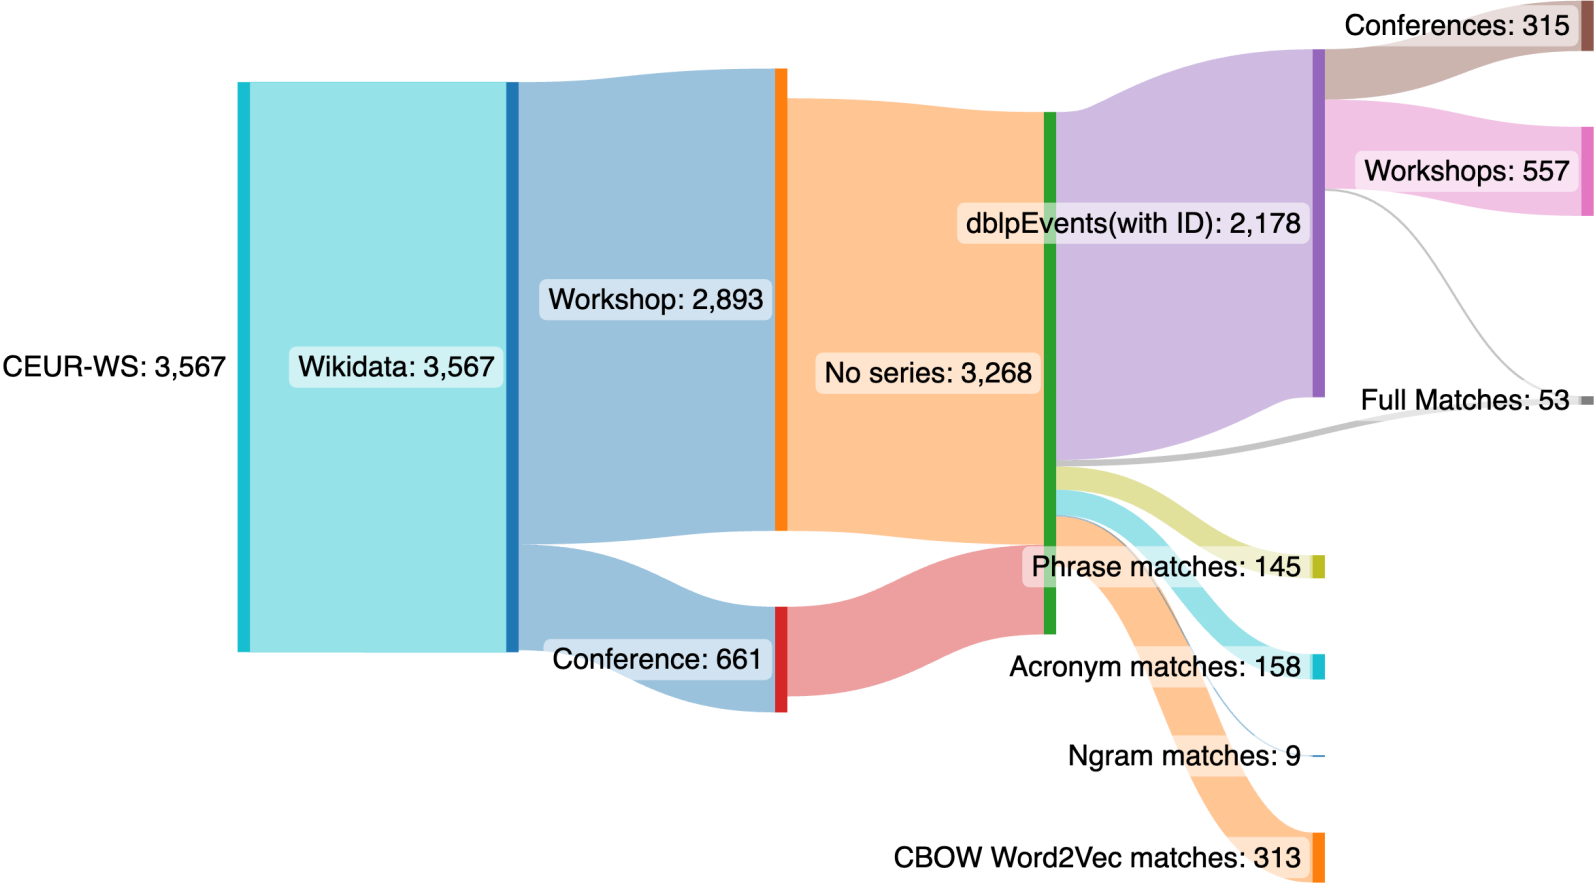 Conferences: 315
Workshops: 557
dblpEvents(with ID): 2,178
Workshop: 2,893
CEUR-WS: 3,567
Wikidata: 3,567
No series: 3,268
Full Matches: 53
Phrase matches: 145
Conference: 661
Acronym matches: 158
Ngram matches: 9
CBOW Word2Vec matches: 313